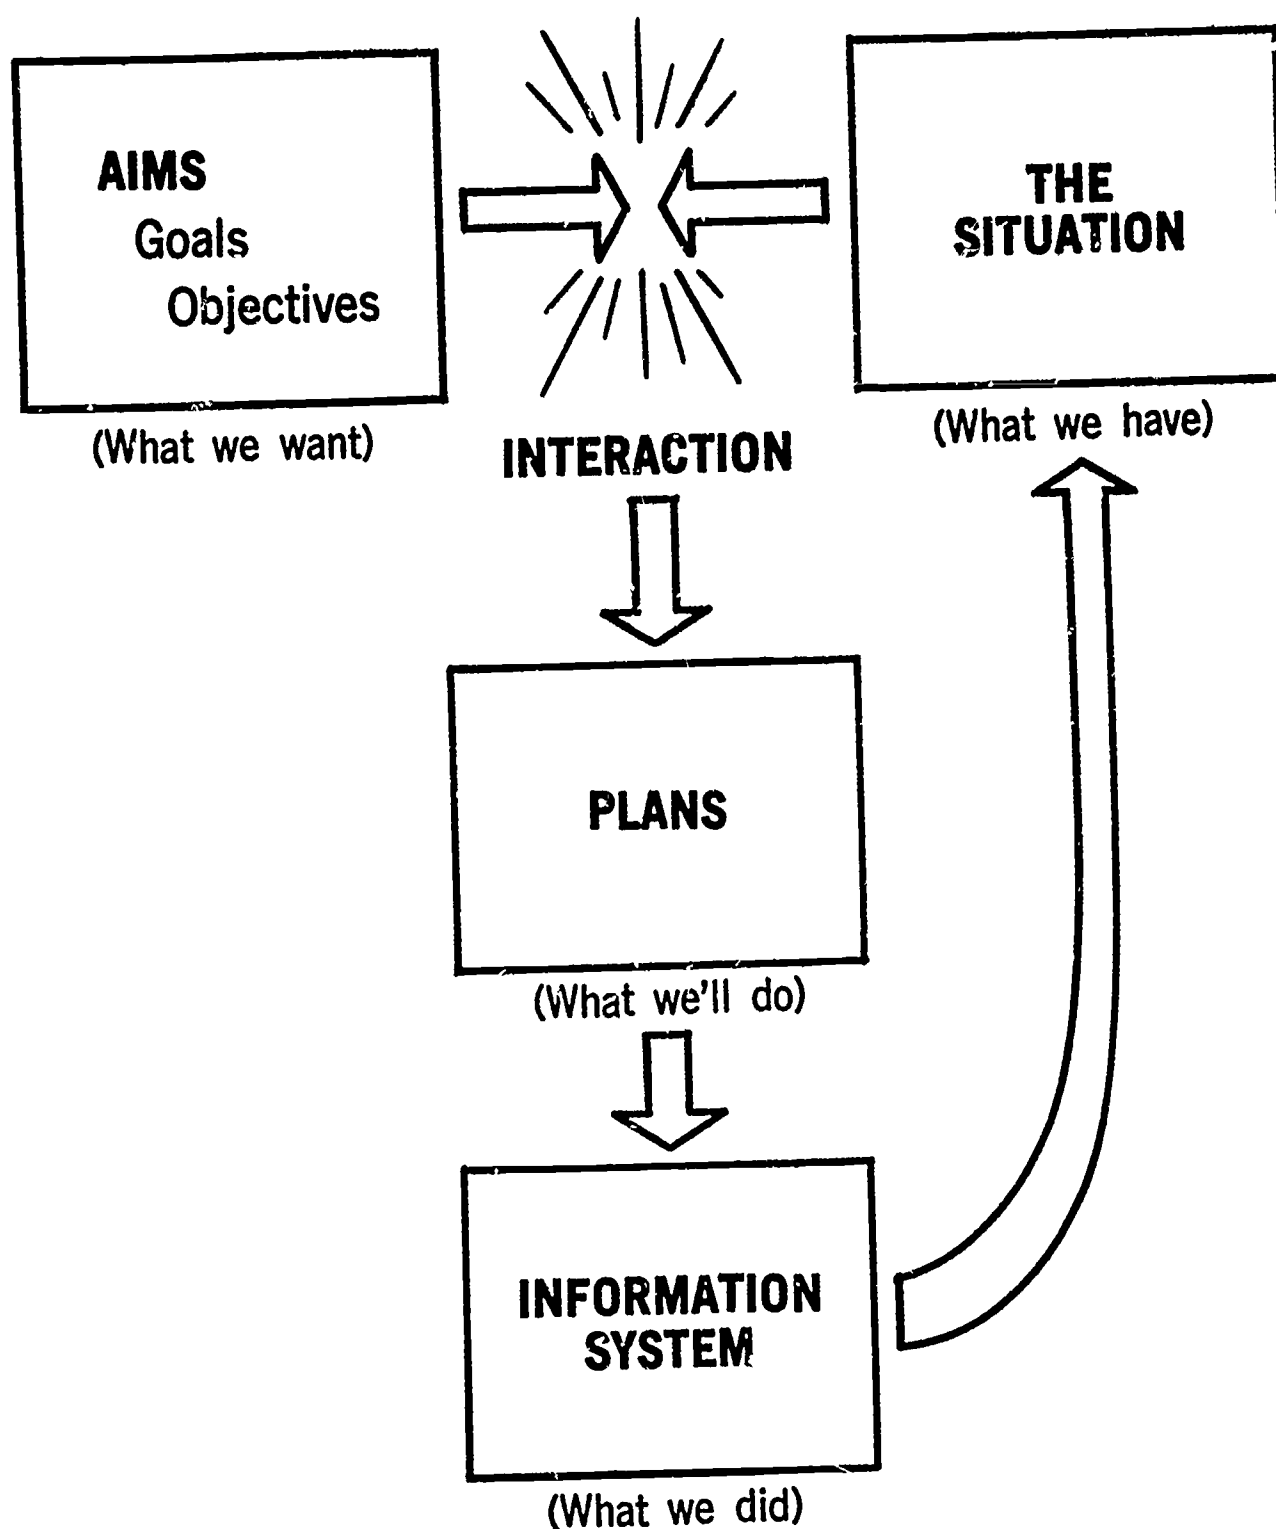 AIMS
Goals
Objectives
(What we want)
THE
SITUATION
(What we have)
INTERACTION
PLANS
(What we'll do)
INFORMATION
SYSTEM
(What we did)